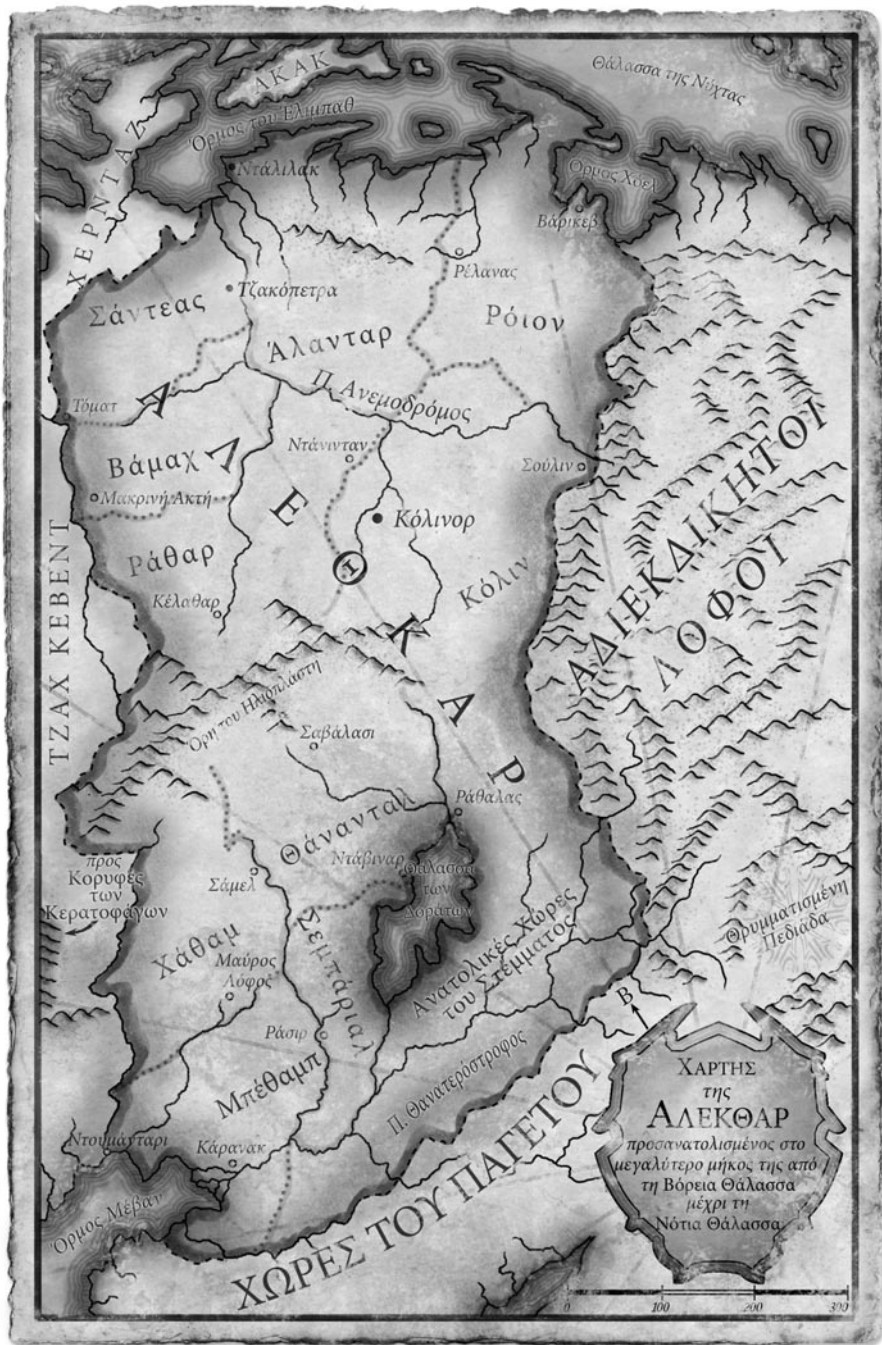 Θάλασσα της Νύχτας
ΑΚΑΚ
Όρμος του Έλιμπαθ
ΧΕΡΝΤΑΖ
Ντάλιλακ
Όρμος Χόελ
Βάρικεβ
Ρέλανας
Τζακόπετρα
Σάντεας
Άλανταρ
Ρόιον
Π. Ανεμοδρόμος
Τόματ
ΑΛΕΘΚΑΡ
Βάμαχ
Ντάνινταν
Σούλιν
Μακρινή Ακτή
Κόλινορ
ΑΔΙΕΚΔΙΚΗΤΟΙ
ΛΟΦΟΙ
Ράθαρ
Κόλιν
Κέλαθαρ
ΤΖΑΧ ΚΕΒΕΝΤ
Όρη του Ηλιοπλάστη
Σαβάλασι
Ράθαλας
Θάνανταλ
Ντάβιναρ
Θάλασσα
των
Δοράτων
προς
Κορυφές
των
Κερατοφάγων
Σάμελ
Σεμπάριαλ
Θρυμματισμένη
Πεδιάδα
Χάθαμ
Μαύρος
Λόφος
Ανατολικές Χώρες
του Στέμματος
Β
Ράσιρ
Μπέθαμπ
Π. Θανατερόστροφος
Ντουμάνταρι
Κάρανακ
Όρμος Μέβαν
ΧΩΡΕΣ ΤΟΥ ΠΑΓΕΤΟΥ
ΧΑΡΤΗΣ
της
ΑΛΕΚΘΑΡ
προσανατολισμένος στο
μεγαλύτερο μήκος της από
τη Βόρεια Θάλασσα
μέχρι τη
Νότια Θάλασσα
0 100 200 300